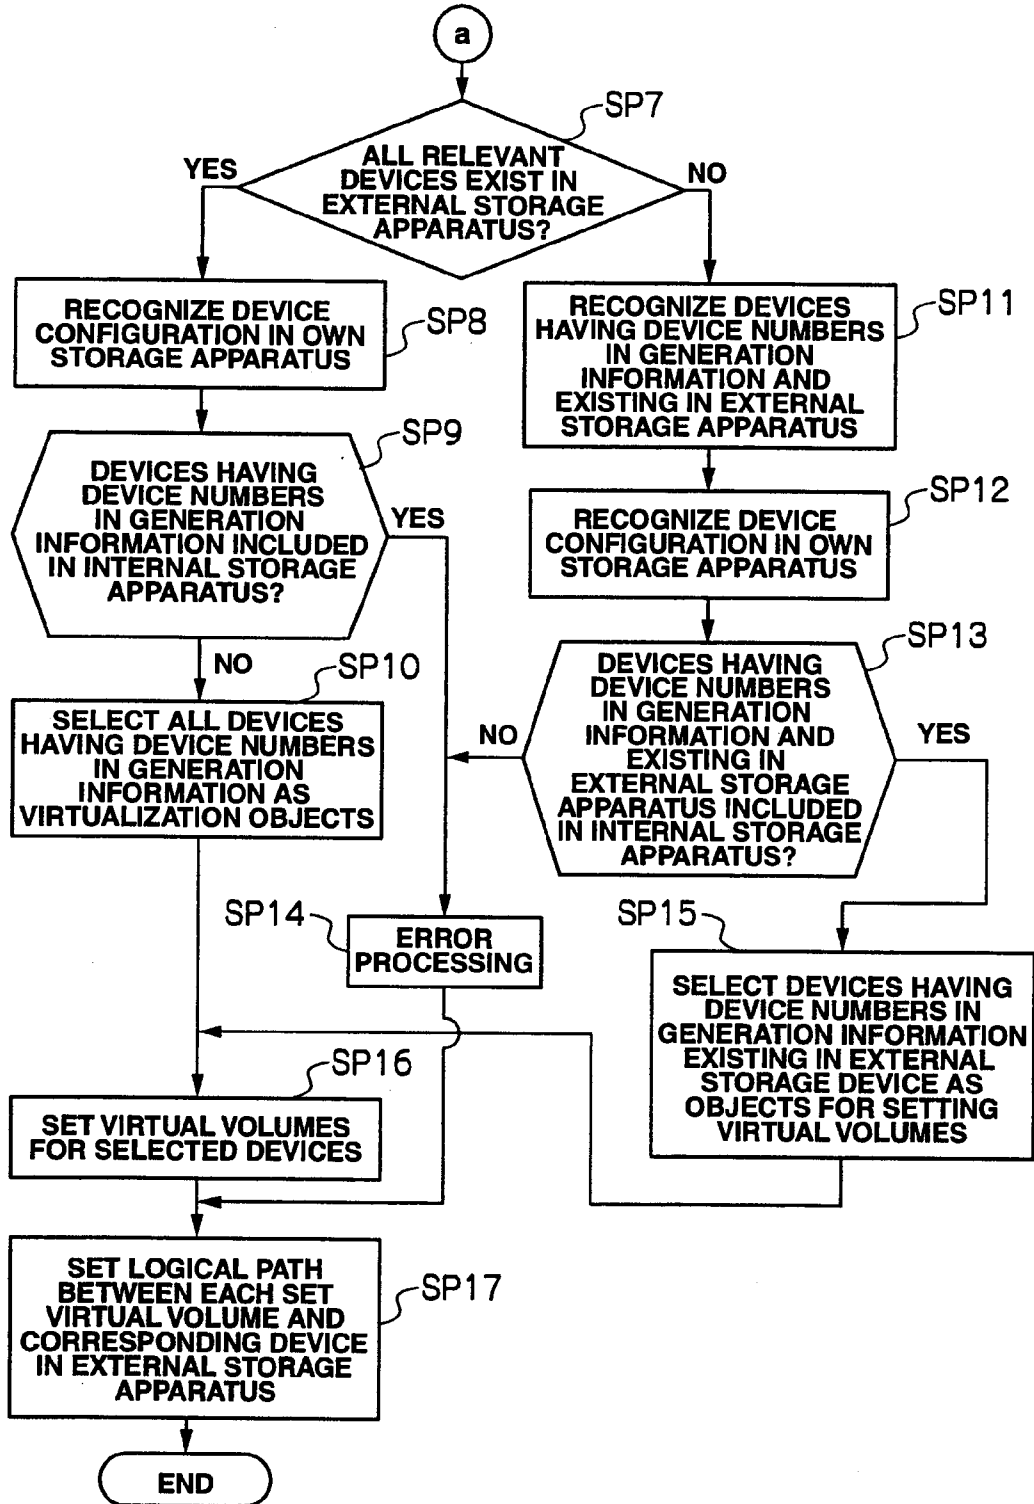 a
SP7
ALL RELEVANT
DEVICES EXIST IN
EXTERNAL STORAGE
APPARATUS?
YES
NO
RECOGNIZE DEVICE
CONFIGURATION IN OWN
STORAGE APPARATUS
SP8
RECOGNIZE DEVICES
HAVING DEVICE NUMBERS
IN GENERATION
INFORMATION AND
EXISTING IN EXTERNAL
STORAGE APPARATUS
SP11
SP9
DEVICES HAVING
DEVICE NUMBERS
IN GENERATION
INFORMATION INCLUDED
IN INTERNAL STORAGE
APPARATUS?
YES
NO
RECOGNIZE DEVICE
CONFIGURATION IN OWN
STORAGE APPARATUS
SP12
SP13
DEVICES HAVING
DEVICE NUMBERS
IN GENERATION
INFORMATION AND
EXISTING IN
EXTERNAL STORAGE
APPARATUS INCLUDED
IN INTERNAL STORAGE
APPARATUS?
NO
YES
SP10
SELECT ALL DEVICES
HAVING DEVICE NUMBERS
IN GENERATION
INFORMATION AS
VIRTUALIZATION OBJECTS
SP14
ERROR
PROCESSING
SP15
SELECT DEVICES HAVING
DEVICE NUMBERS IN
GENERATION INFORMATION
EXISTING IN EXTERNAL
STORAGE DEVICE AS
OBJECTS FOR SETTING
VIRTUAL VOLUMES
SP16
SET VIRTUAL VOLUMES
FOR SELECTED DEVICES
SET LOGICAL PATH
BETWEEN EACH SET
VIRTUAL VOLUME AND
CORRESPONDING DEVICE
IN EXTERNAL STORAGE
APPARATUS
SP17
END